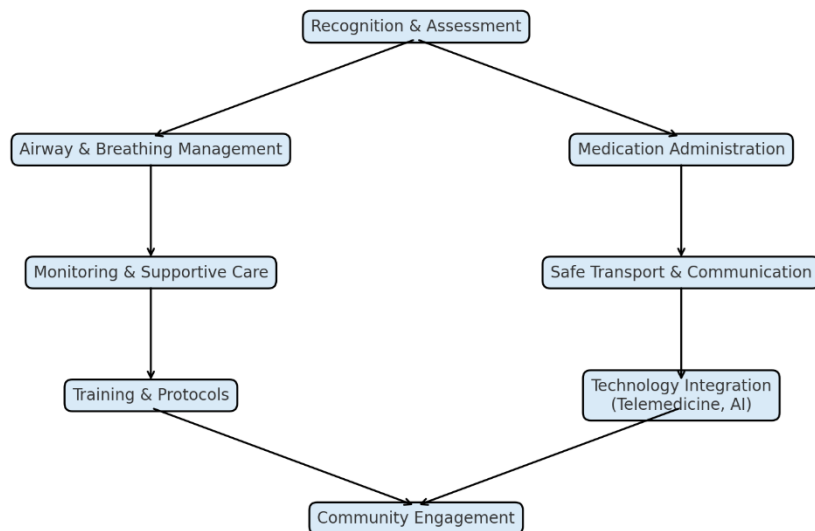 Recognition & Assessment
Airway & Breathing Management
Medication Administration
Monitoring & Supportive Care
Safe Transport & Communication
Training & Protocols
Technology Integration
(Telemedicine, AI)
Community Engagement